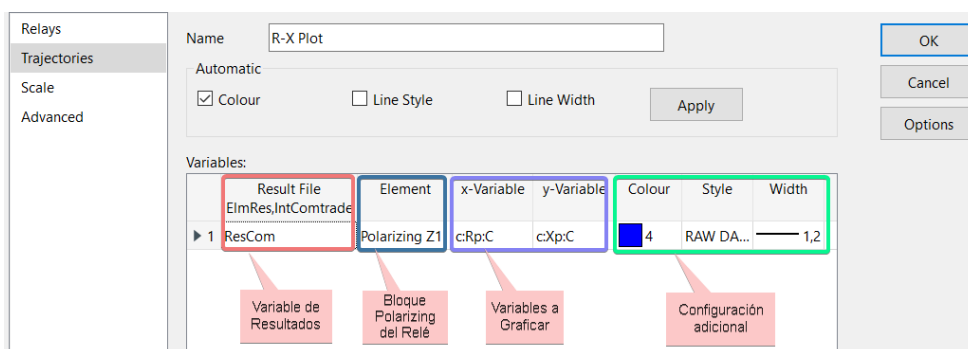 Relays
Trajectories
Scale
Advanced
Name R-X Plot
Automatic
Colour Line Style Line Width Apply
OK
Cancel
Options
Variables:
Result File Element x-Variable y-Variable Colour Style Width
ElmRes,IntComtrade
1 ResCom Polarizing Z1 c:Rp:C c:Xp:C 4 RAW DA... 1,2
Variable de
Resultados
Bloque
Polarizing
del Relé
Variables a
Graficar
Configuración
adicional